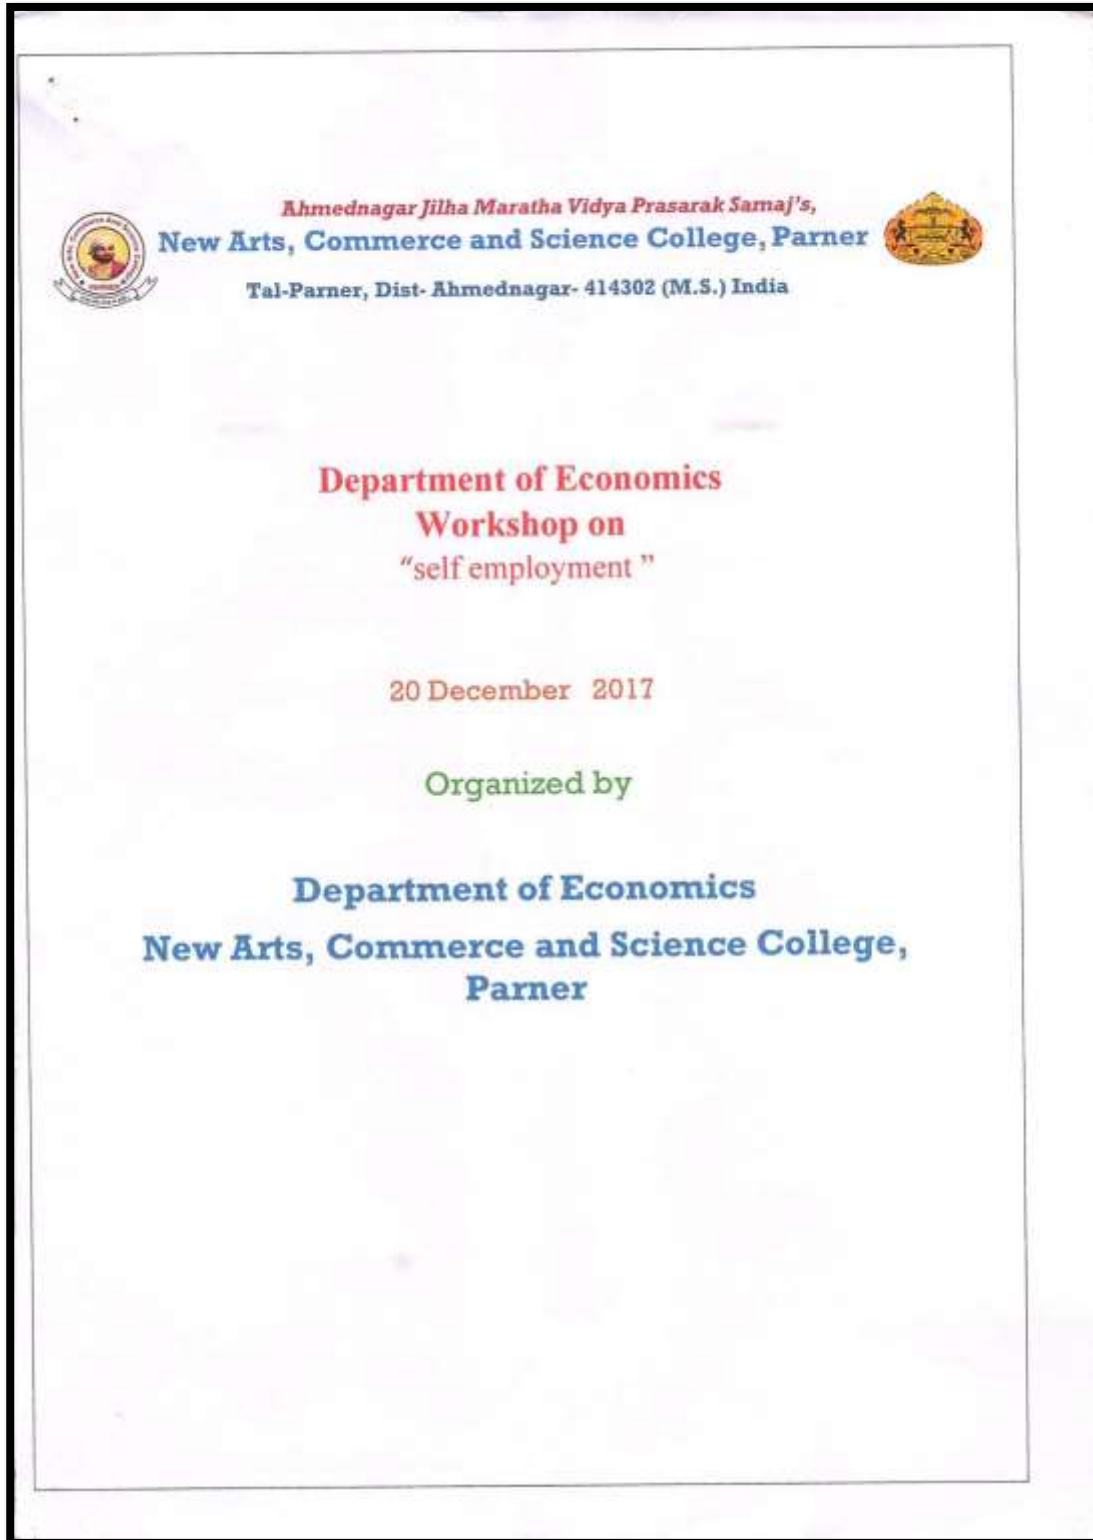 Ahmednagar Jilha Maratha Vidya Prasarak Samaj's,
New Arts, Commerce and Science College, Parner
Tal-Parner, Dist- Ahmednagar- 414302 (M.S.) India
Department of Economics
Workshop on
“self employment ”
20 December 2017
Organized by
Department of Economics
New Arts, Commerce and Science College,
Parner